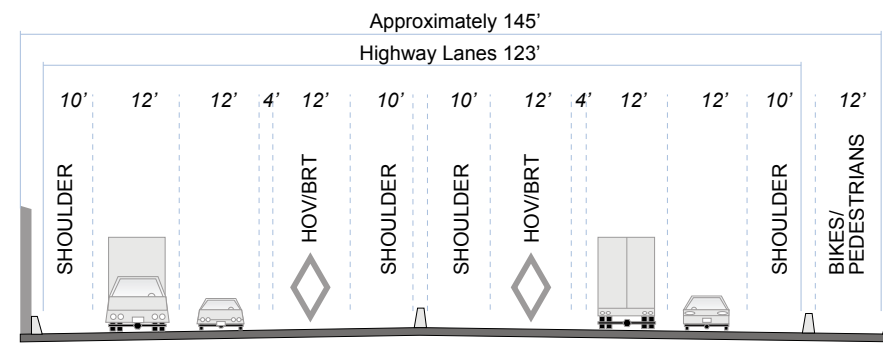 Approximately 145’
Highway Lanes 123’
10’ 12’ 12’ 4’ 12’ 10’ 10’ 12’ 4’ 12’ 12’ 10’ 12’
SHOULDER
HOV/BRT
SHOULDER
SHOULDER
HOV/BRT
SHOULDER
BIKES/
PEDESTRIANS